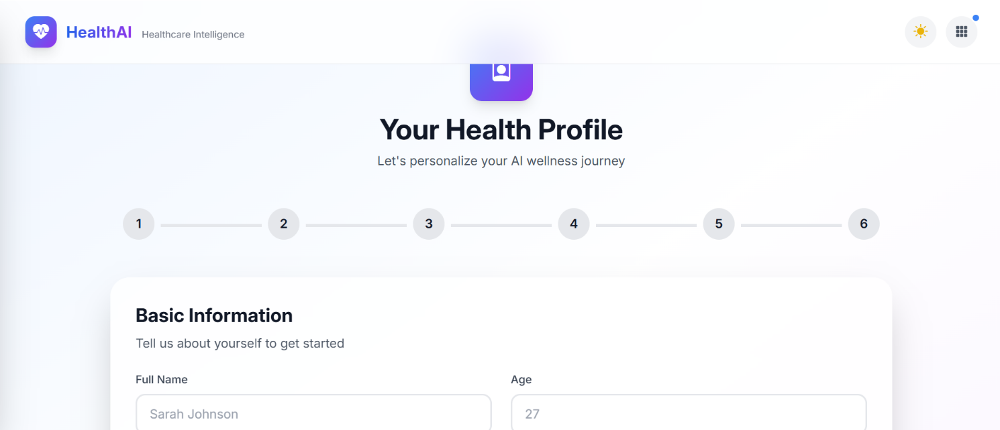 HealthAI Healthcare Intelligence
Your Health Profile
Let's personalize your AI wellness journey
1 2 3 4 5 6
Basic Information
Tell us about yourself to get started
Full Name Age
Sarah Johnson 27